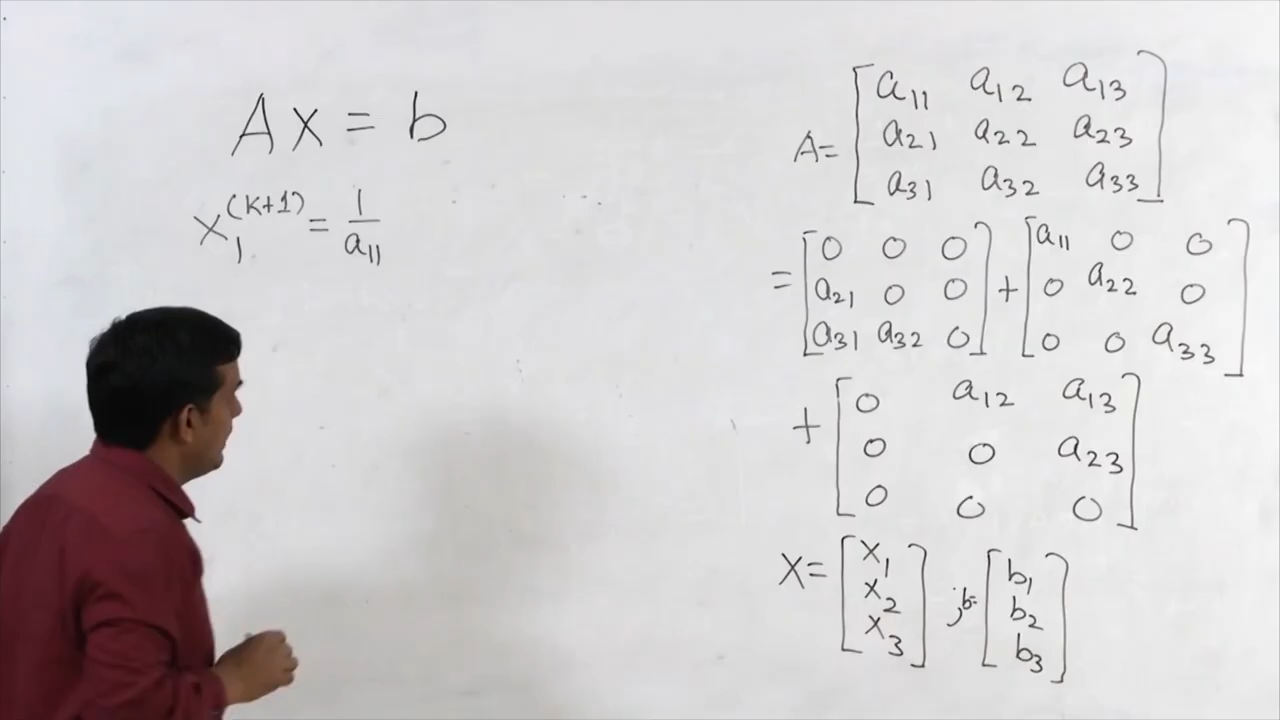 Ax = b
x₁^(k+1) = 1/a₁₁
A = [a₁₁ a₁₂ a₁₃
a₂₁ a₂₂ a₂₃
a₃₁ a₃₂ a₃₃]
= [0 0 0
a₂₁ 0 0
a₃₁ a₃₂ 0] + [a₁₁ 0 0
0 a₂₂ 0
0 0 a₃₃]
+ [0 a₁₂ a₁₃
0 0 a₂₃
0 0 0]
x = [x₁
x₂
x₃] ; b = [b₁
b₂
b₃]